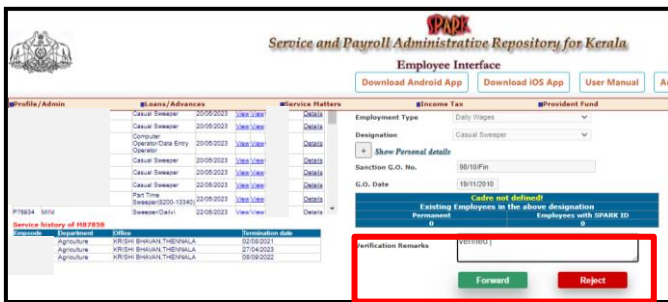 SPARK
Service and Payroll Administrative Repository for Kerala
Employee Interface
Download Android App
Download iOS App
User Manual
Profile/Admin
Loans/Advances
Service Matters
Income Tax
Provident Fund
Casual Sweeper 20/05/2023 View View Details
Casual Sweeper 20/05/2023 View View Details
Computer
Operator/Data Entry 20/05/2023 View View Details
Operator
Casual Sweeper 20/05/2023 View View Details
Casual Sweeper 20/05/2023 View View Details
Casual Sweeper 22/05/2023 View View Details
Part Time
Sweeper(8200-13340) 22/05/2023 View View Details
P76934 MINI Sweeper(Daily\ 22/05/2023 View View Details
Service history of M87898
Empcode Department Office Termination date
Agriculture KRISHI BHAVAN,THENNALA 02/08/2021
Agriculture KRISHI BHAVAN,THENNALA 27/04/2023
Agriculture KRISHI BHAVAN,THENNALA 08/09/2022
Employment Type Daily Wages
Designation Casual Sweeper
+ Show Personal details
Sanction G.O. No. 98/10/Fin
G.O. Date 19/11/2010
Cadre not defined!
Existing Employees in the above designation
Permanent Employees with SPARK ID
0 0
Verification Remarks verified
Forward
Reject